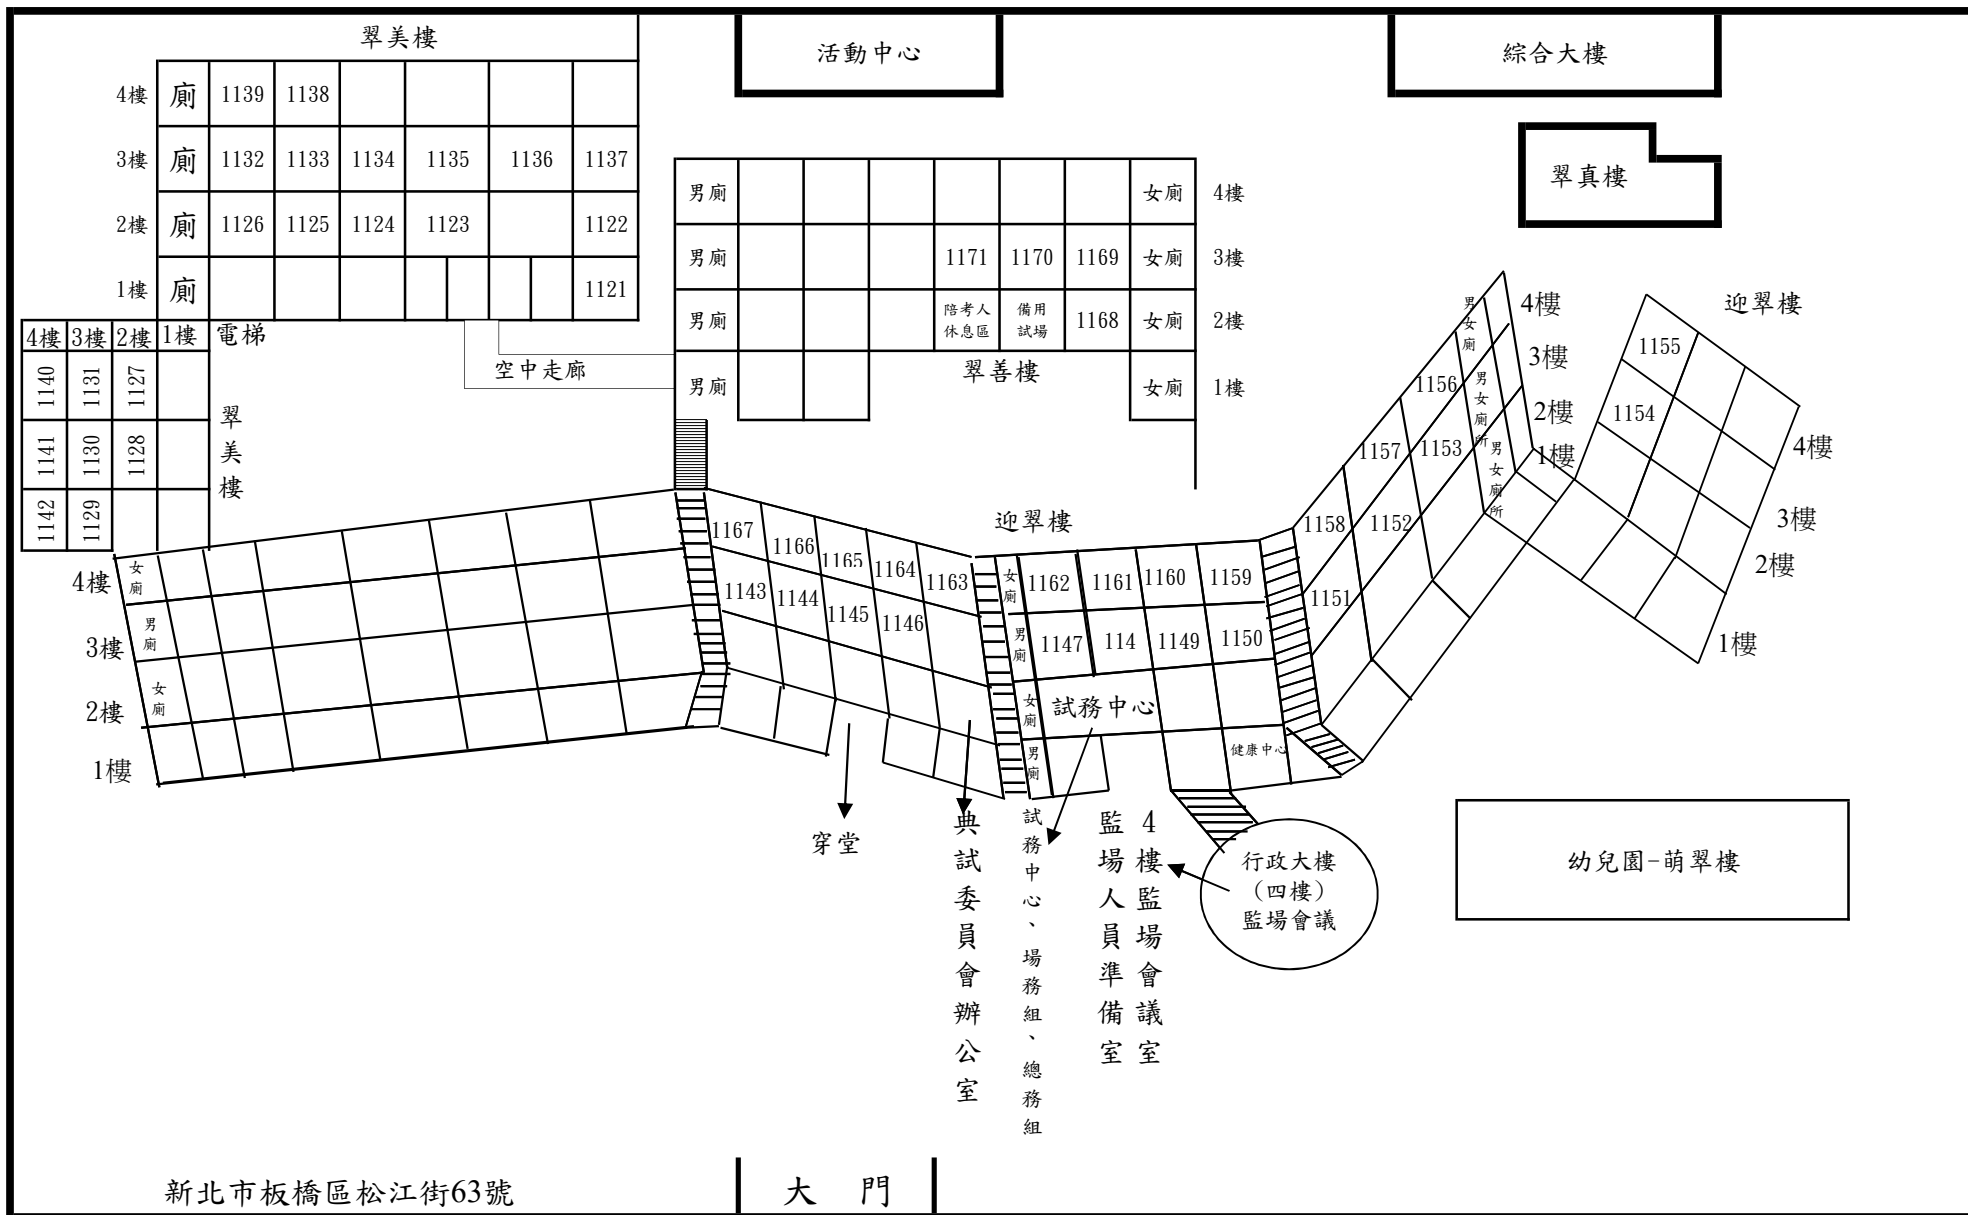 翠美樓
活動中心
綜合大樓
翠真樓
4樓 廁 1139 1138
3樓 廁 1132 1133 1134 1135 1136 1137
2樓 廁 1126 1125 1124 1123 1122
1樓 廁 1121
4樓 3樓 2樓 1樓 電梯
1140 1131 1127
1141 1130 1128
1142 1129
翠美樓
空中走廊
男廁 女廁 4樓
男廁 1171 1170 1169 女廁 3樓
男廁 陪考人 備用 1168 女廁 2樓
休息區 試場
翠善樓
男廁 女廁 1樓
迎翠樓
男女廁 4樓
1156 男女廁所 3樓
1157 1153 男女廁所 2樓
1158 1152 1樓
1151
迎翠樓
1155
1154
4樓
3樓
2樓
1樓
4樓 女廁
3樓 男廁
2樓 女廁
1樓
1167 1166 1165 1164 1163
1143 1144 1145 1146
女廁 1162 1161 1160 1159
男廁 1147 114 1149 1150
女廁 試務中心
男廁 健康中心
穿堂
典試委員會辦公室
試務中心、場務組、總務組
監場人員準備室
4樓監場會議室
行政大樓
（四樓）
監場會議
幼兒園-萌翠樓
新北市板橋區松江街63號
大 門